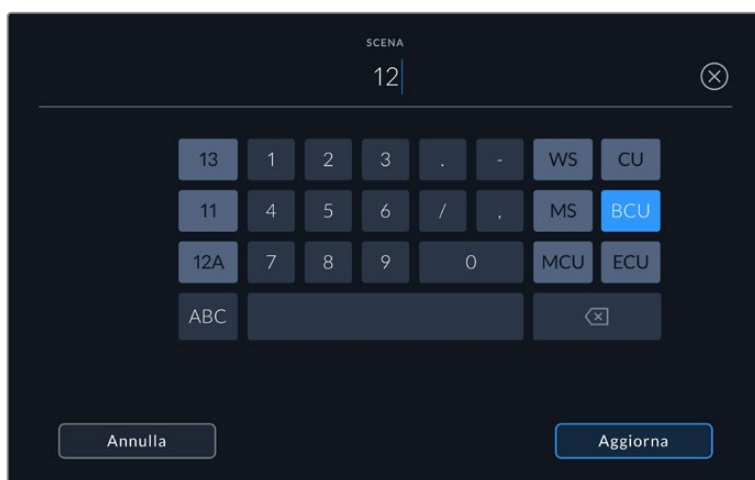 SCENA
12
13 1 2 3 . - WS CU
11 4 5 6 / , MS BCU
12A 7 8 9 0 MCU ECU
ABC
Annulla Aggiorna